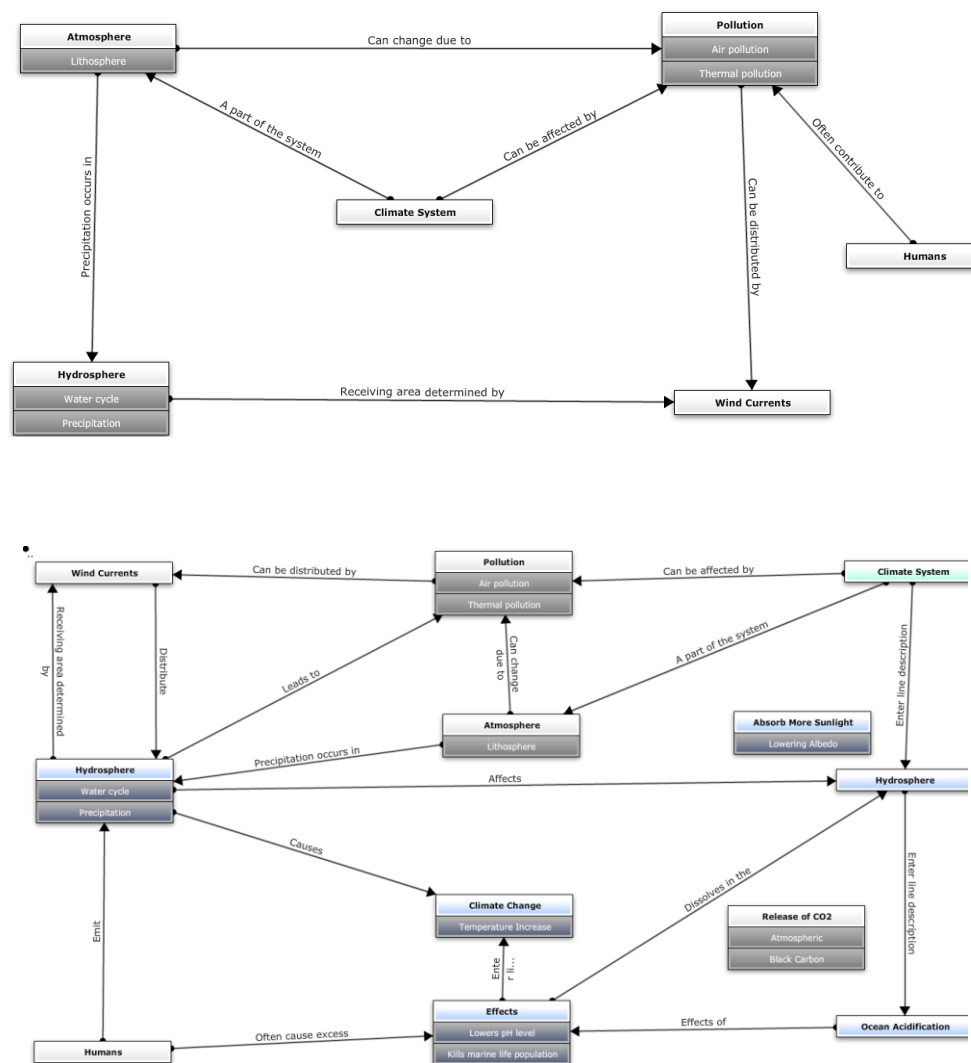 Atmosphere
Lithosphere
Can change due to
Pollution
Air pollution
Thermal pollution
A part of the system
Can be affected by
Often contribute to
Precipitation occurs in
Climate System
Can be distributed by
Humans
Hydrosphere
Water cycle
Precipitation
Receiving area determined by
Wind Currents
Wind Currents
Can be distributed by
Pollution
Air pollution
Thermal pollution
Can be affected by
Climate System
Receiving area determined
by
Distribute
Leads to
Can change
due to
A part of the system
Enter line description
Atmosphere
Lithosphere
Absorb More Sunlight
Lowering Albedo
Precipitation occurs in
Hydrosphere
Water cycle
Precipitation
Affects
Hydrosphere
Causes
Climate Change
Temperature Increase
Dissolves in the
Enter line description
Release of CO2
Atmospheric
Black Carbon
Emit
Ente
r li...
Effects
Lowers pH level
Kills marine life population
Effects of
Ocean Acidification
Often cause excess
Humans